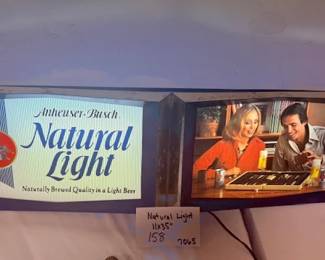 Anheuser-Busch
Natural
Light
Naturally Brewed Quality in a Light Beer
Natural Light
11x35"
158
7065